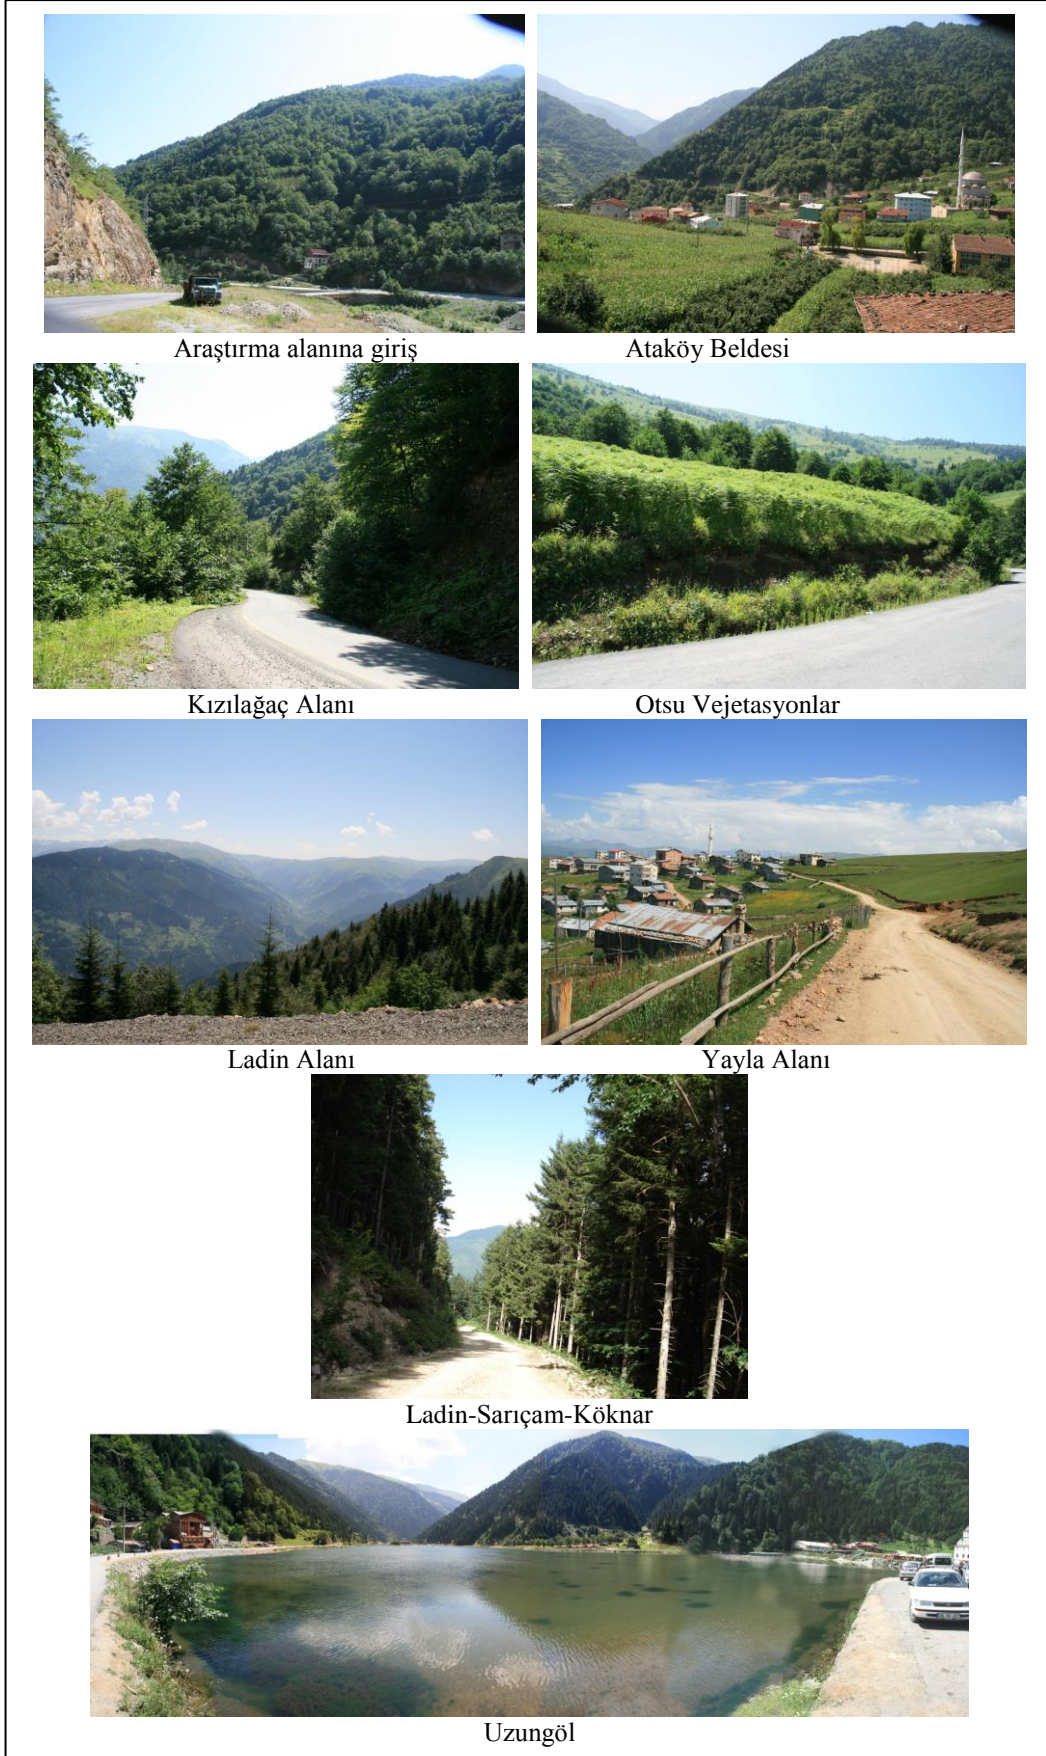 Araştırma alanına giriş
Ataköy Beldesi
Kızılağaç Alanı
Otsu Vejetasyonlar
Ladin Alanı
Yayla Alanı
Ladin-Sarıçam-Köknar
Uzungöl